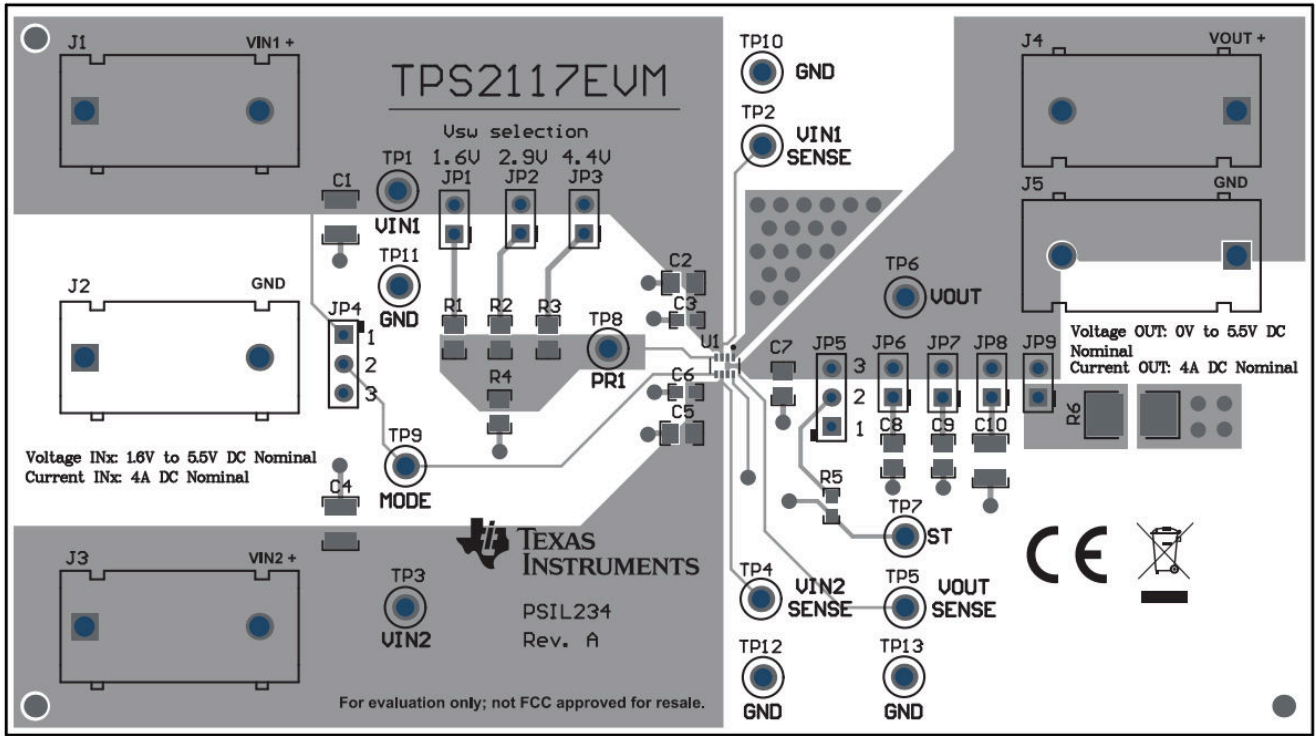 J1
VIN1 +
TPS2117EVM
Vsw selection
1.6V 2.9V 4.4V
JP1 JP2 JP3
C1
TP1
VIN1
TP11
GND
TP10
GND
TP2
VIN1
SENSE
J4
VOUT +
J5
GND
J2
GND
JP4
1
2
3
R1 R2 R3
R4
TP8
PR1
C2
C3
U1
C6
C5
TP6
VOUT
Voltage OUT: 0V to 5.5V DC
Nominal
Current OUT: 4A DC Nominal
C7
JP5
3
2
1
JP6 JP7 JP8 JP9
C8 C9 C10
R6
R5
Voltage INx: 1.6V to 5.5V DC Nominal
Current INx: 4A DC Nominal
TP9
MODE
C4
TP7
ST
J3
VIN2 +
TP3
VIN2
TEXAS
INSTRUMENTS
PSIL234
Rev. A
TP4
VIN2
SENSE
TP5
VOUT
SENSE
CE
TP12
GND
TP13
GND
For evaluation only; not FCC approved for resale.